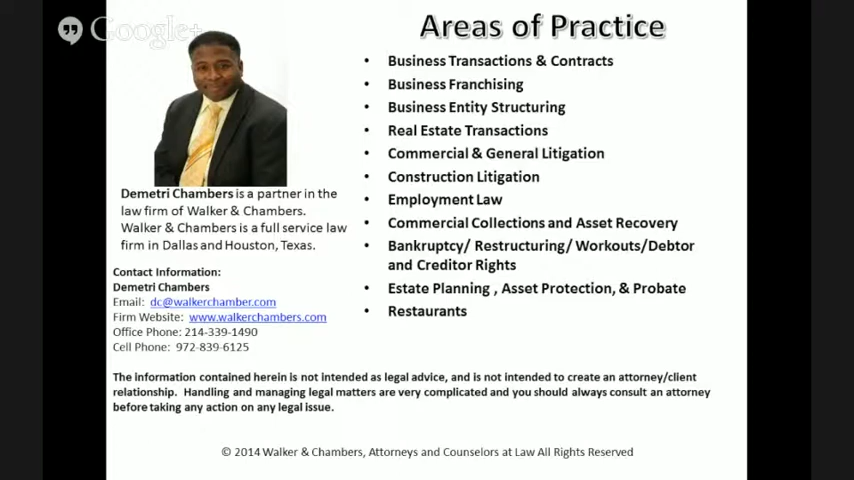 Google+
Areas of Practice
• Business Transactions & Contracts
• Business Franchising
• Business Entity Structuring
• Real Estate Transactions
• Commercial & General Litigation
• Construction Litigation
• Employment Law
• Commercial Collections and Asset Recovery
• Bankruptcy/ Restructuring/ Workouts/Debtor
and Creditor Rights
• Estate Planning , Asset Protection, & Probate
• Restaurants
Demetri Chambers is a partner in the
law firm of Walker & Chambers.
Walker & Chambers is a full service law
firm in Dallas and Houston, Texas.
Contact Information:
Demetri Chambers
Email: dc@walkerchamber.com
Firm Website: www.walkerchambers.com
Office Phone: 214-339-1490
Cell Phone: 972-839-6125
The information contained herein is not intended as legal advice, and is not intended to create an attorney/client
relationship. Handling and managing legal matters are very complicated and you should always consult an attorney
before taking any action on any legal issue.
© 2014 Walker & Chambers, Attorneys and Counselors at Law All Rights Reserved